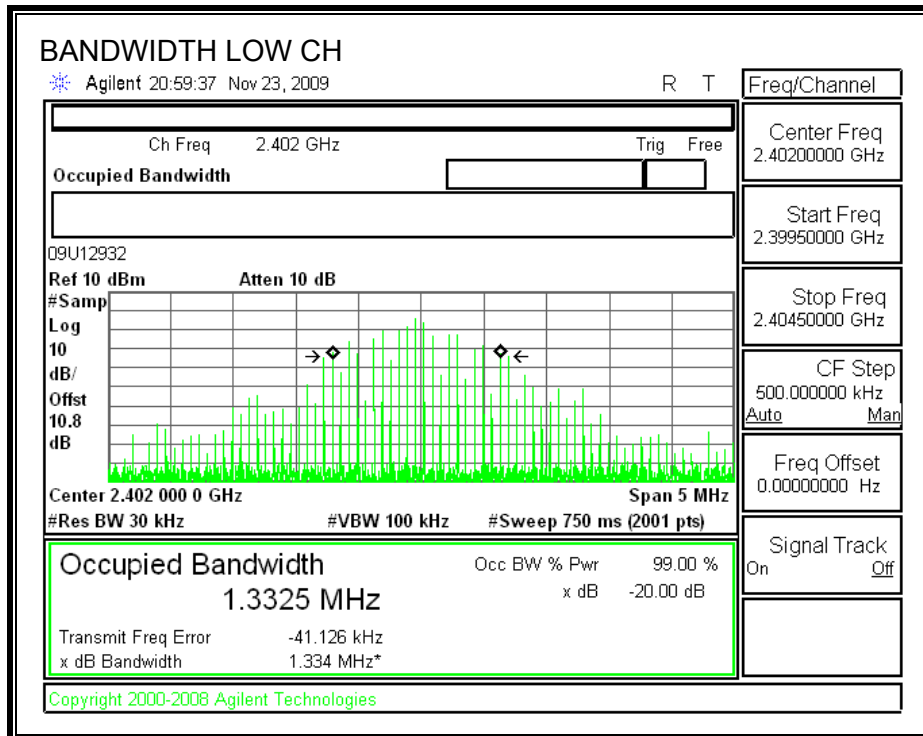 BANDWIDTH LOW CH
Agilent 20:59:37 Nov 23, 2009 R T
Freq/Channel
Ch Freq 2.402 GHz Trig Free
Occupied Bandwidth
Center Freq
2.40200000 GHz
Start Freq
2.39950000 GHz
Stop Freq
2.40450000 GHz
CF Step
500.000000 kHz
Auto Man
Freq Offset
0.00000000 Hz
Signal Track
On Off
09U12932
Ref 10 dBm Atten 10 dB
#Samp
Log
10
dB/
Offst
10.8
dB
Center 2.402 000 0 GHz Span 5 MHz
#Res BW 30 kHz #VBW 100 kHz #Sweep 750 ms (2001 pts)
Occupied Bandwidth Occ BW % Pwr 99.00 %
1.3325 MHz x dB -20.00 dB
Transmit Freq Error -41.126 kHz
x dB Bandwidth 1.334 MHz*
Copyright 2000-2008 Agilent Technologies